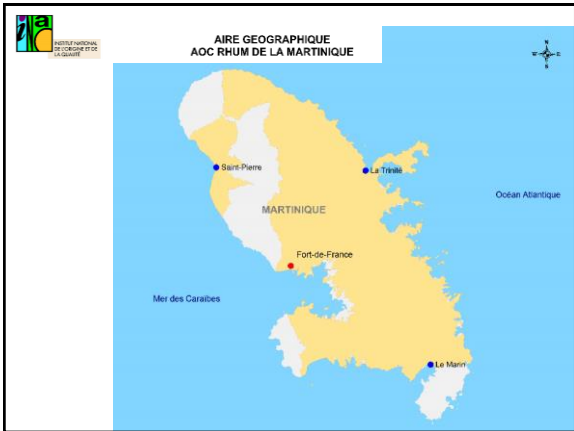 INSTITUT NATIONAL
DE L'ORIGINE ET DE
LA QUALITÉ
AIRE GEOGRAPHIQUE
AOC RHUM DE LA MARTINIQUE
N
W
E
S
Saint-Pierre
La Trinité
Océan Atlantique
MARTINIQUE
Fort-de-France
Mer des Caraïbes
Le Marin